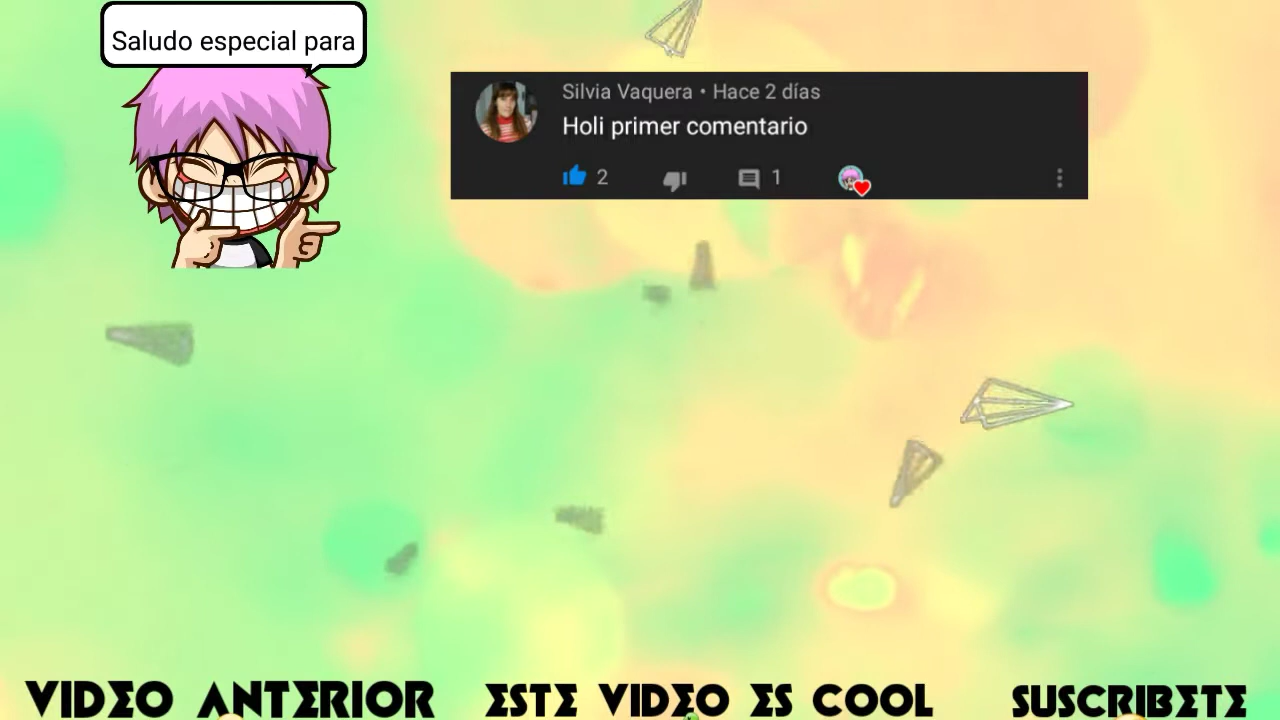 Saludo especial para
Silvia Vaquera • Hace 2 días
Holi primer comentario
2
1
VIDEO ANTERIOR
ESTE VIDEO ES COOL
SUSCRIBETE